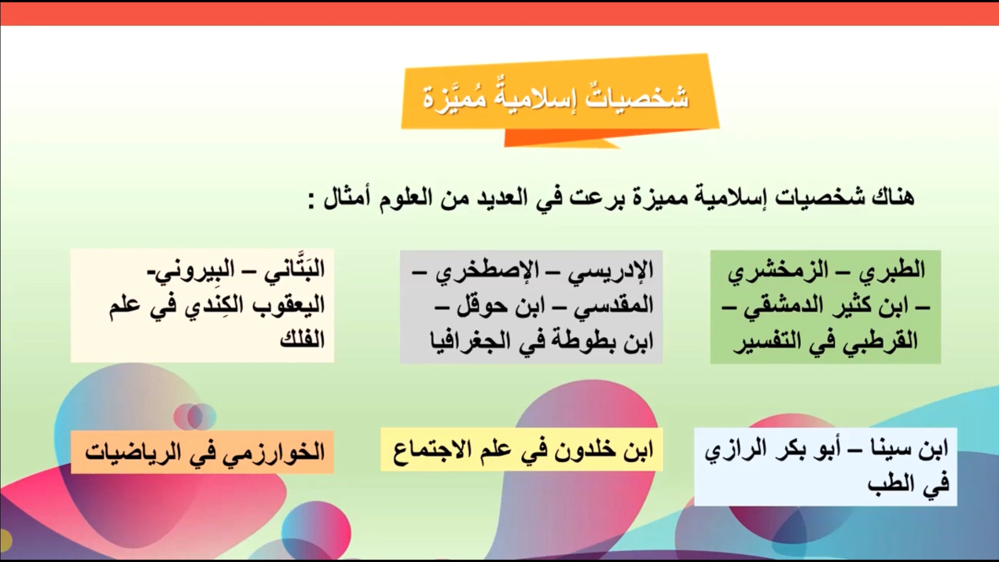 شخصياتٌ إسلاميةٌ مُميَّزة
هناك شخصيات إسلامية مميزة برعت في العديد من العلوم أمثال :
الطبري – الزمخشري
– ابن كثير الدمشقي –
القرطبي في التفسير
الإدريسي – الإصطخري –
المقدسي – ابن حوقل –
ابن بطوطة في الجغرافيا
البَتَّاني – البِيروني-
اليعقوب الكِندي في علم
الفلك
ابن سينا – أبو بكر الرازي
في الطب
ابن خلدون في علم الاجتماع
الخوارزمي في الرياضيات